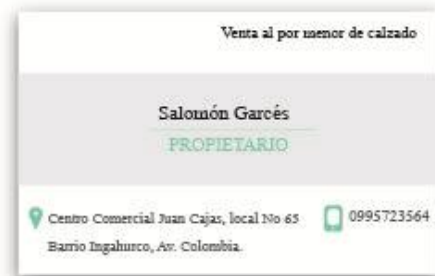 Venta al por menor de calzado
Salomón Garcés
PROPIETARIO
Centro Comercial Juan Cajas, local No 65
Barrio Ingahurco, Av. Colombia.
0995723564